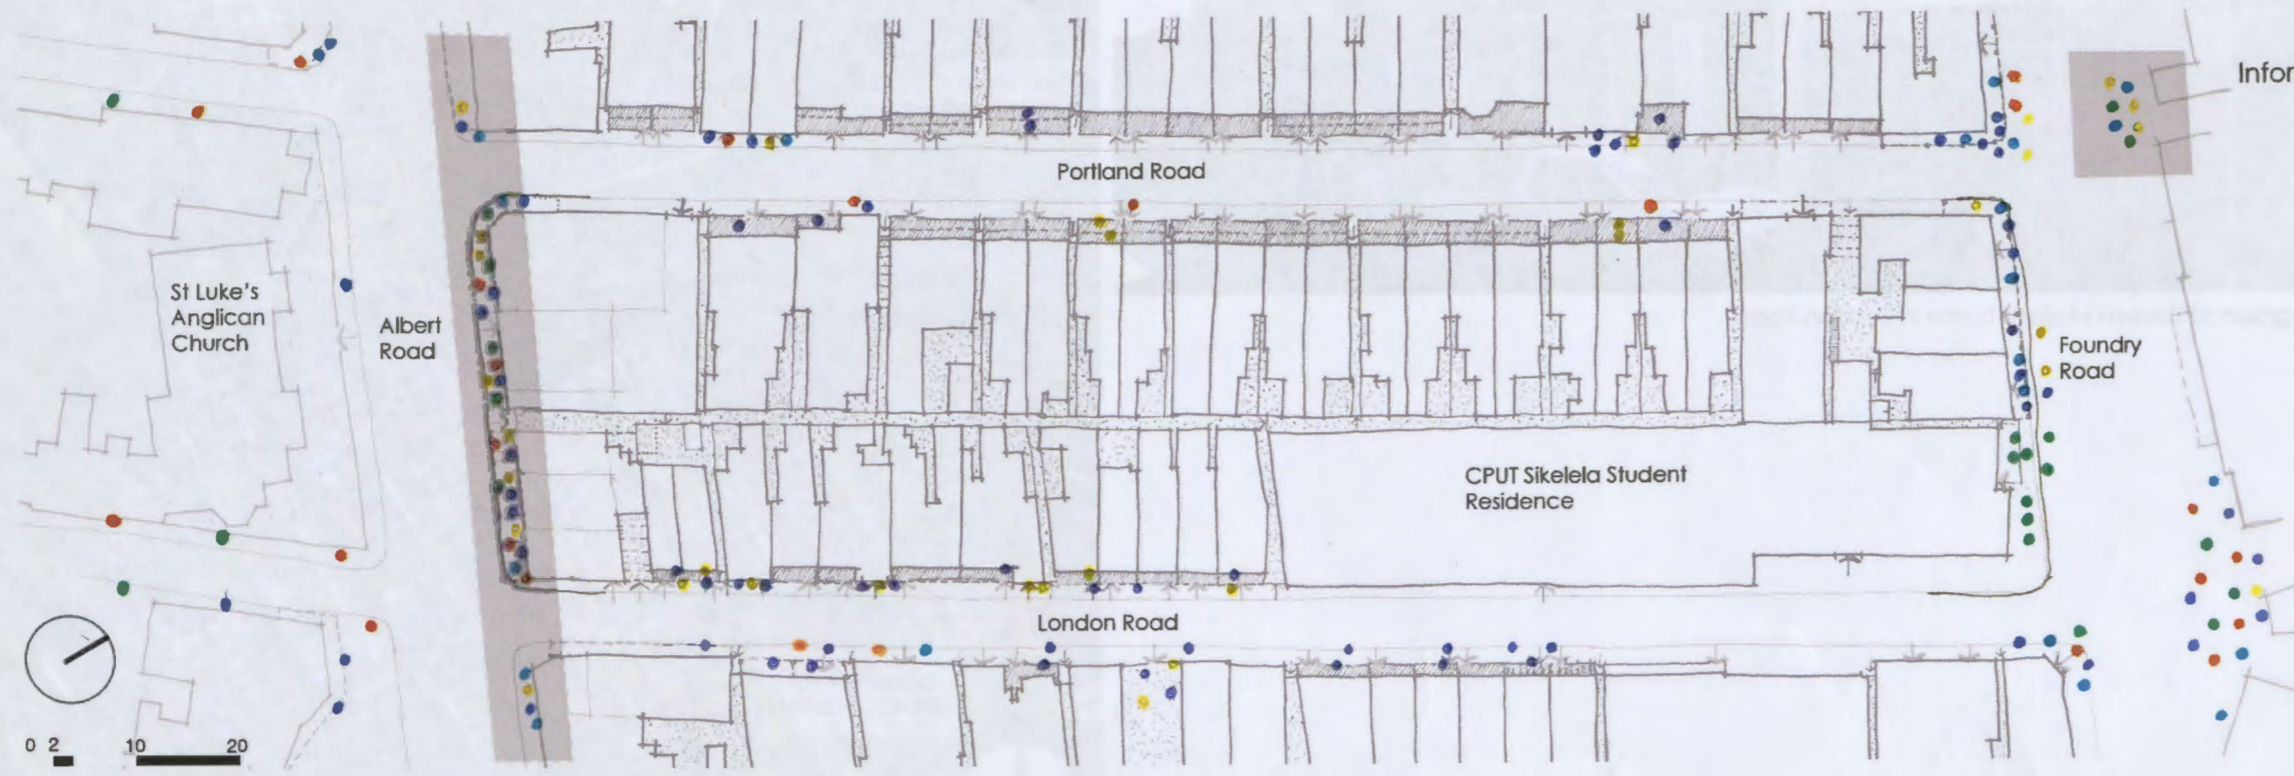 Infor
Portland Road
St Luke's
Anglican
Church
Albert
Road
Foundry
Road
CPUT Sikelela Student
Residence
London Road
0 2 10 20